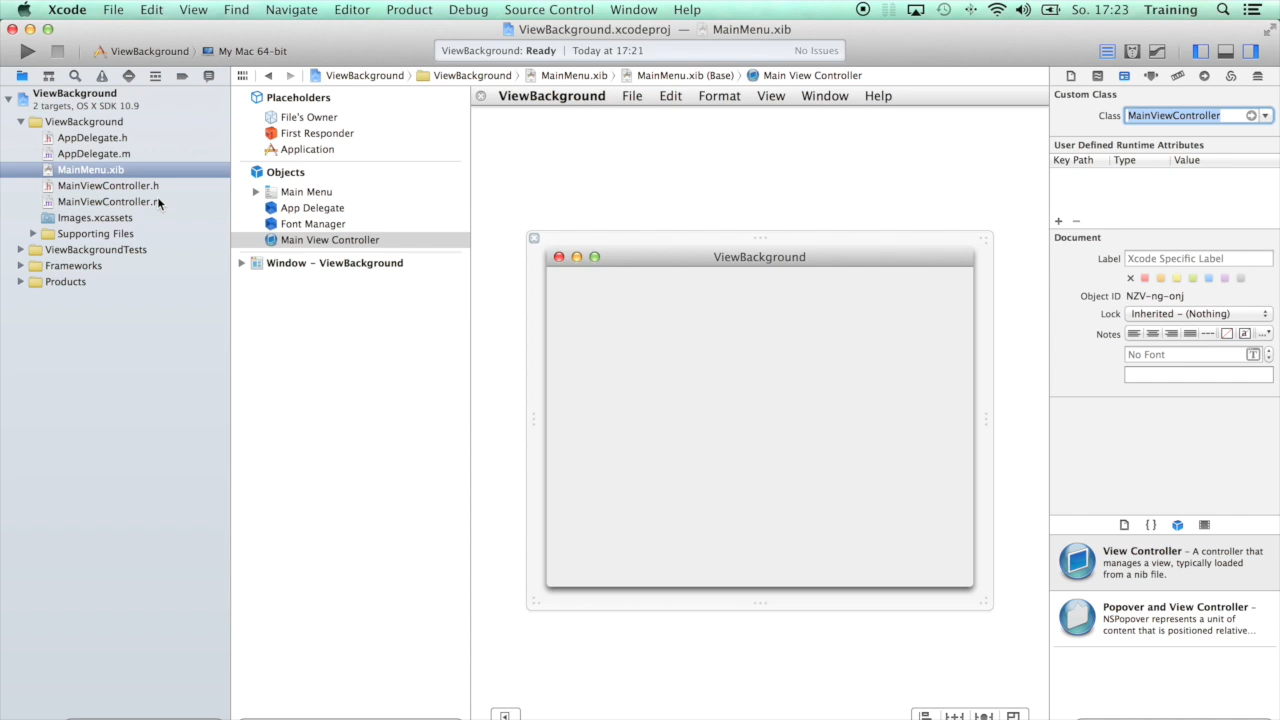 Xcode File Edit View Find Navigate Editor Product Debug Source Control Window Help So. 17:23 Training
ViewBackground.xcodeproj — MainMenu.xib
ViewBackground My Mac 64-bit ViewBackground: Ready | Today at 17:21 No Issues
ViewBackground ViewBackground MainMenu.xib MainMenu.xib (Base) Main View Controller
ViewBackground
2 targets, OS X SDK 10.9
ViewBackground
AppDelegate.h
AppDelegate.m
MainMenu.xib
MainViewController.h
MainViewController.m
Images.xcassets
Supporting Files
ViewBackgroundTests
Frameworks
Products
Placeholders
File's Owner
First Responder
Application
Objects
Main Menu
App Delegate
Font Manager
Main View Controller
Window - ViewBackground
ViewBackground File Edit Format View Window Help
ViewBackground
Custom Class
Class MainViewController
User Defined Runtime Attributes
Key Path Type Value
Document
Label Xcode Specific Label
Object ID NZV-ng-onj
Lock Inherited - (Nothing)
Notes
No Font
View Controller - A controller that
manages a view, typically loaded
from a nib file.
Popover and View Controller -
NSPopover represents a unit of
content that is positioned relative...